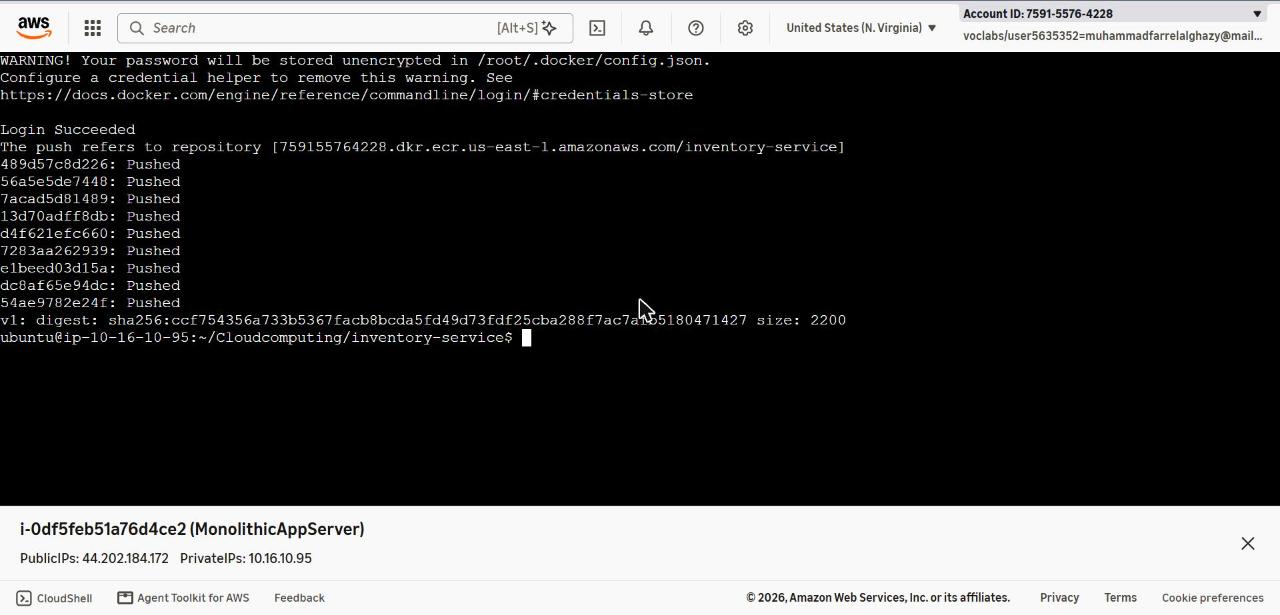 aws
Search
[Alt+S]
United States (N. Virginia)
Account ID: 7591-5576-4228
voclabs/user5635352=muhammadfarrelalghazy@mail...
WARNING! Your password will be stored unencrypted in /root/.docker/config.json.
Configure a credential helper to remove this warning. See
https://docs.docker.com/engine/reference/commandline/login/#credentials-store
Login Succeeded
The push refers to repository [759155764228.dkr.ecr.us-east-1.amazonaws.com/inventory-service]
489d57c8d226: Pushed
56a5e5de7448: Pushed
7acad5d81489: Pushed
13d70adff8db: Pushed
d4f621efc660: Pushed
7283aa262939: Pushed
e1beed03d15a: Pushed
dc8af65e94dc: Pushed
54ae9782e24f: Pushed
v1: digest: size: 2200
ubuntu@ip-10-16-10-95:~/Cloudcomputing/inventory-service$
i-0df5feb51a76d4ce2 (MonolithicAppServer)
PublicIPs: 44.202.184.172 PrivateIPs: 10.16.10.95
CloudShell
Agent Toolkit for AWS
Feedback
© 2026, Amazon Web Services, Inc. or its affiliates.
Privacy
Terms
Cookie preferences